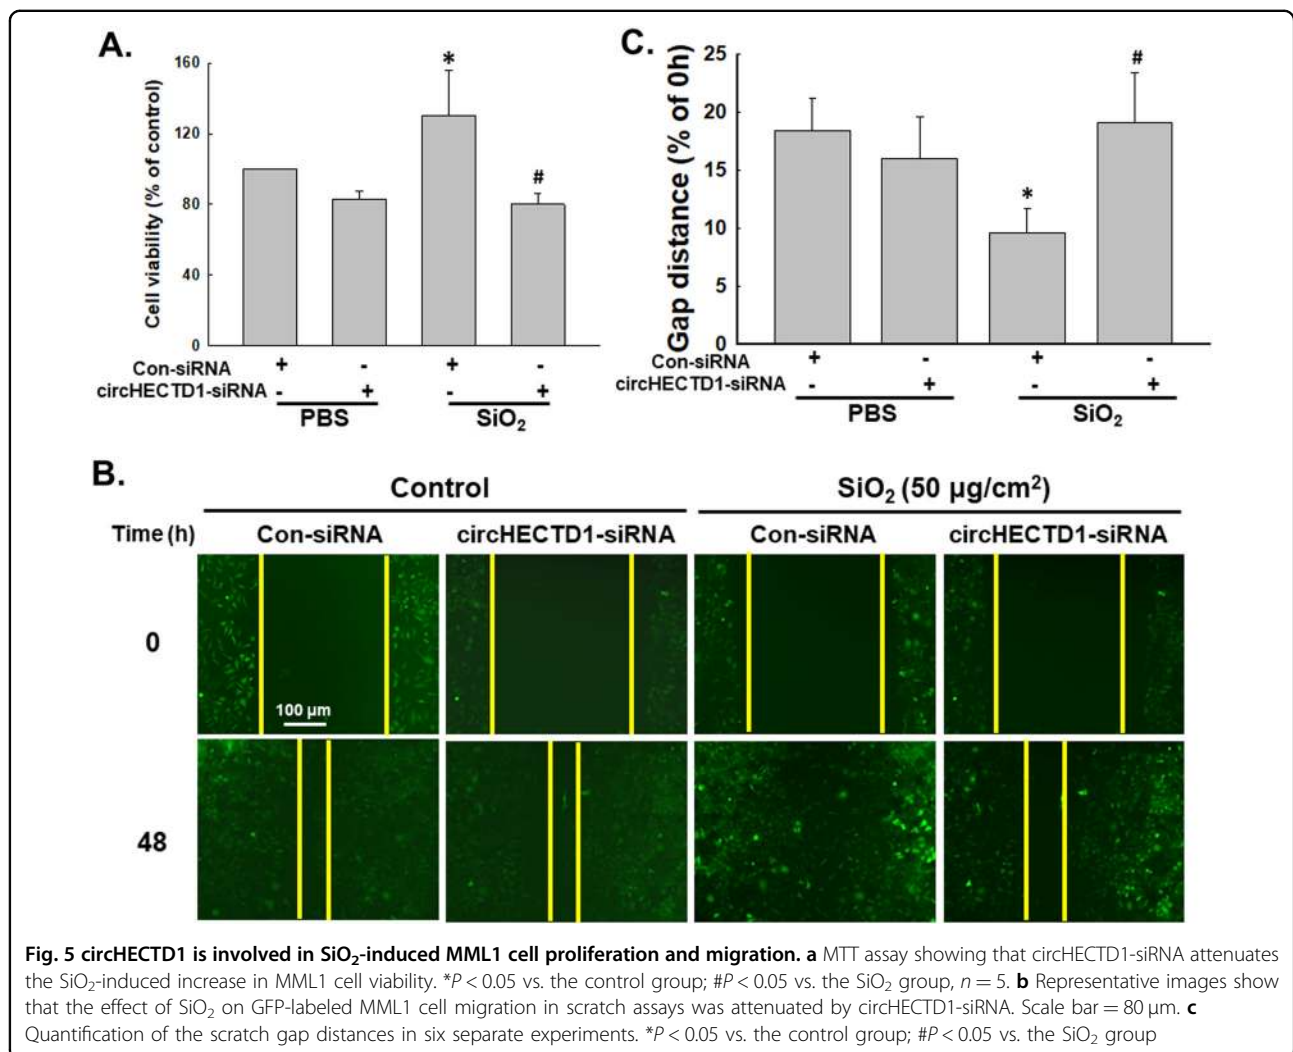 A.
160
120
80
40
0
Cell viability (% of control)
*
#
Con-siRNA + - + -
circHECTD1-siRNA - + - +
PBS SiO₂
C.
25
20
15
10
5
0
Gap distance (% of 0h)
*
#
Con-siRNA + - + -
circHECTD1-siRNA - + - +
PBS SiO₂
B.
Control SiO₂ (50 µg/cm²)
Time (h) Con-siRNA circHECTD1-siRNA Con-siRNA circHECTD1-siRNA
0
100 µm
48
Fig. 5 circHECTD1 is involved in SiO₂-induced MML1 cell proliferation and migration. a MTT assay showing that circHECTD1-siRNA attenuates
the SiO₂-induced increase in MML1 cell viability. *P < 0.05 vs. the control group; #P < 0.05 vs. the SiO₂ group, n = 5. b Representative images show
that the effect of SiO₂ on GFP-labeled MML1 cell migration in scratch assays was attenuated by circHECTD1-siRNA. Scale bar = 80 µm. c
Quantification of the scratch gap distances in six separate experiments. *P < 0.05 vs. the control group; #P < 0.05 vs. the SiO₂ group